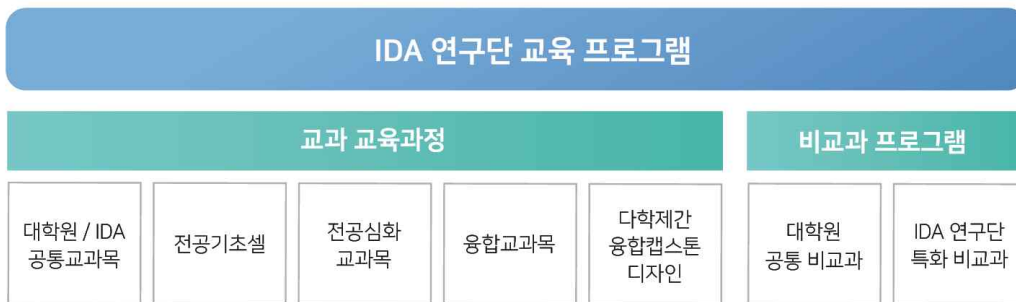 IDA 연구단 교육 프로그램
교과 교육과정
비교과 프로그램
대학원 / IDA
공통교과목
전공기초셀
전공심화
교과목
융합교과목
다학제간
융합캡스톤
디자인
대학원
공통 비교과
IDA 연구단
특화 비교과